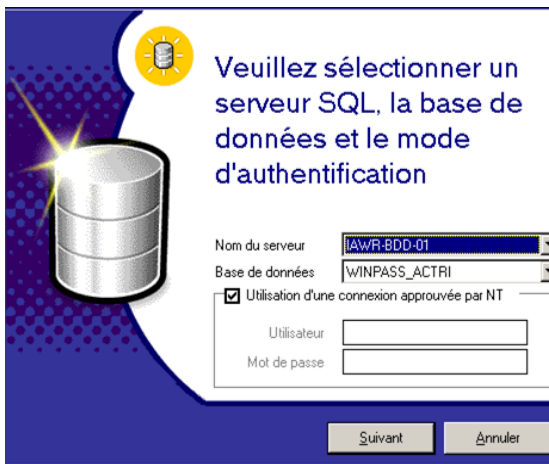 Veuillez sélectionner un
serveur SQL, la base de
données et le mode
d'authentification
Nom du serveur IAWR-BDD-01
Base de données WINPASS_ACTRI
Utilisation d'une connexion approuvée par NT
Utilisateur
Mot de passe
Suivant Annuler